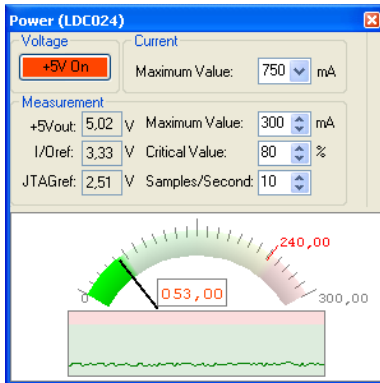 Power (LDC024)
Voltage Current
+5V On Maximum Value: 750 mA
Measurement
+5Vout: 5,02 V Maximum Value: 300 mA
I/Oref: 3,33 V Critical Value: 80 %
JTAGref: 2,51 V Samples/Second: 10
240,00
0 053,00 300,00